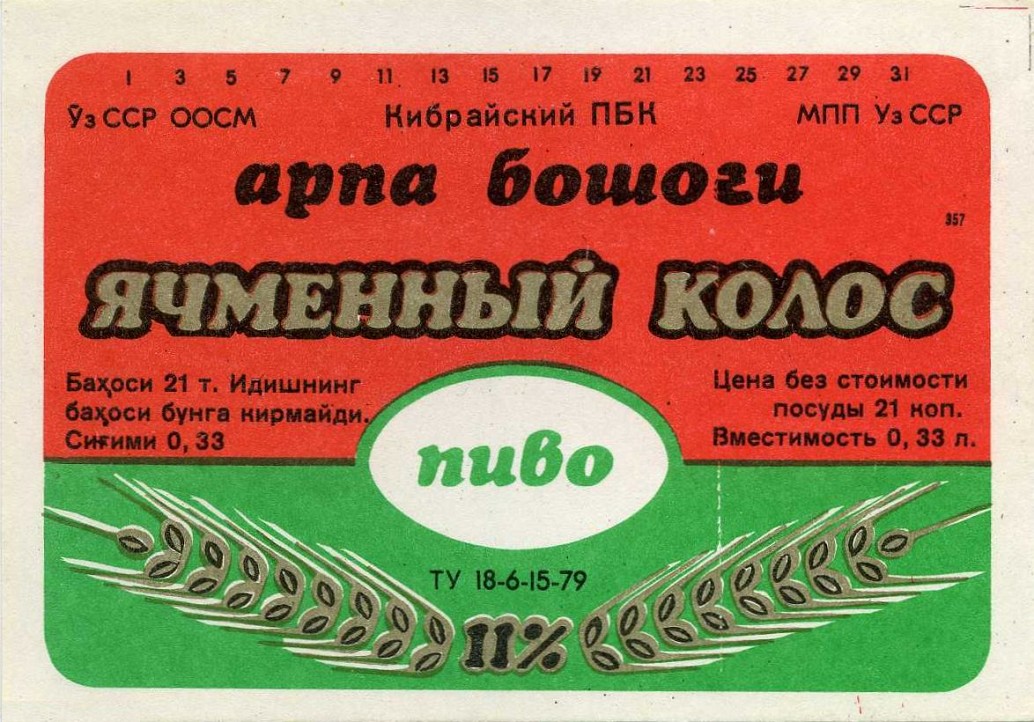 1 3 5 7 9 11 13 15 17 19 21 23 25 27 29 31
Ўз ССР ООСМ Кибрайский ПБК МПП Уз ССР
арпа бошоги
357
ЯЧМЕННЫЙ КОЛОС
Баҳоси 21 т. Идишнинг
баҳоси бунга кирмайди.
Сиғими 0, 33
Цена без стоимости
посуды 21 коп.
Вместимость 0, 33 л.
пиво
ТУ 18-6-15-79
11%